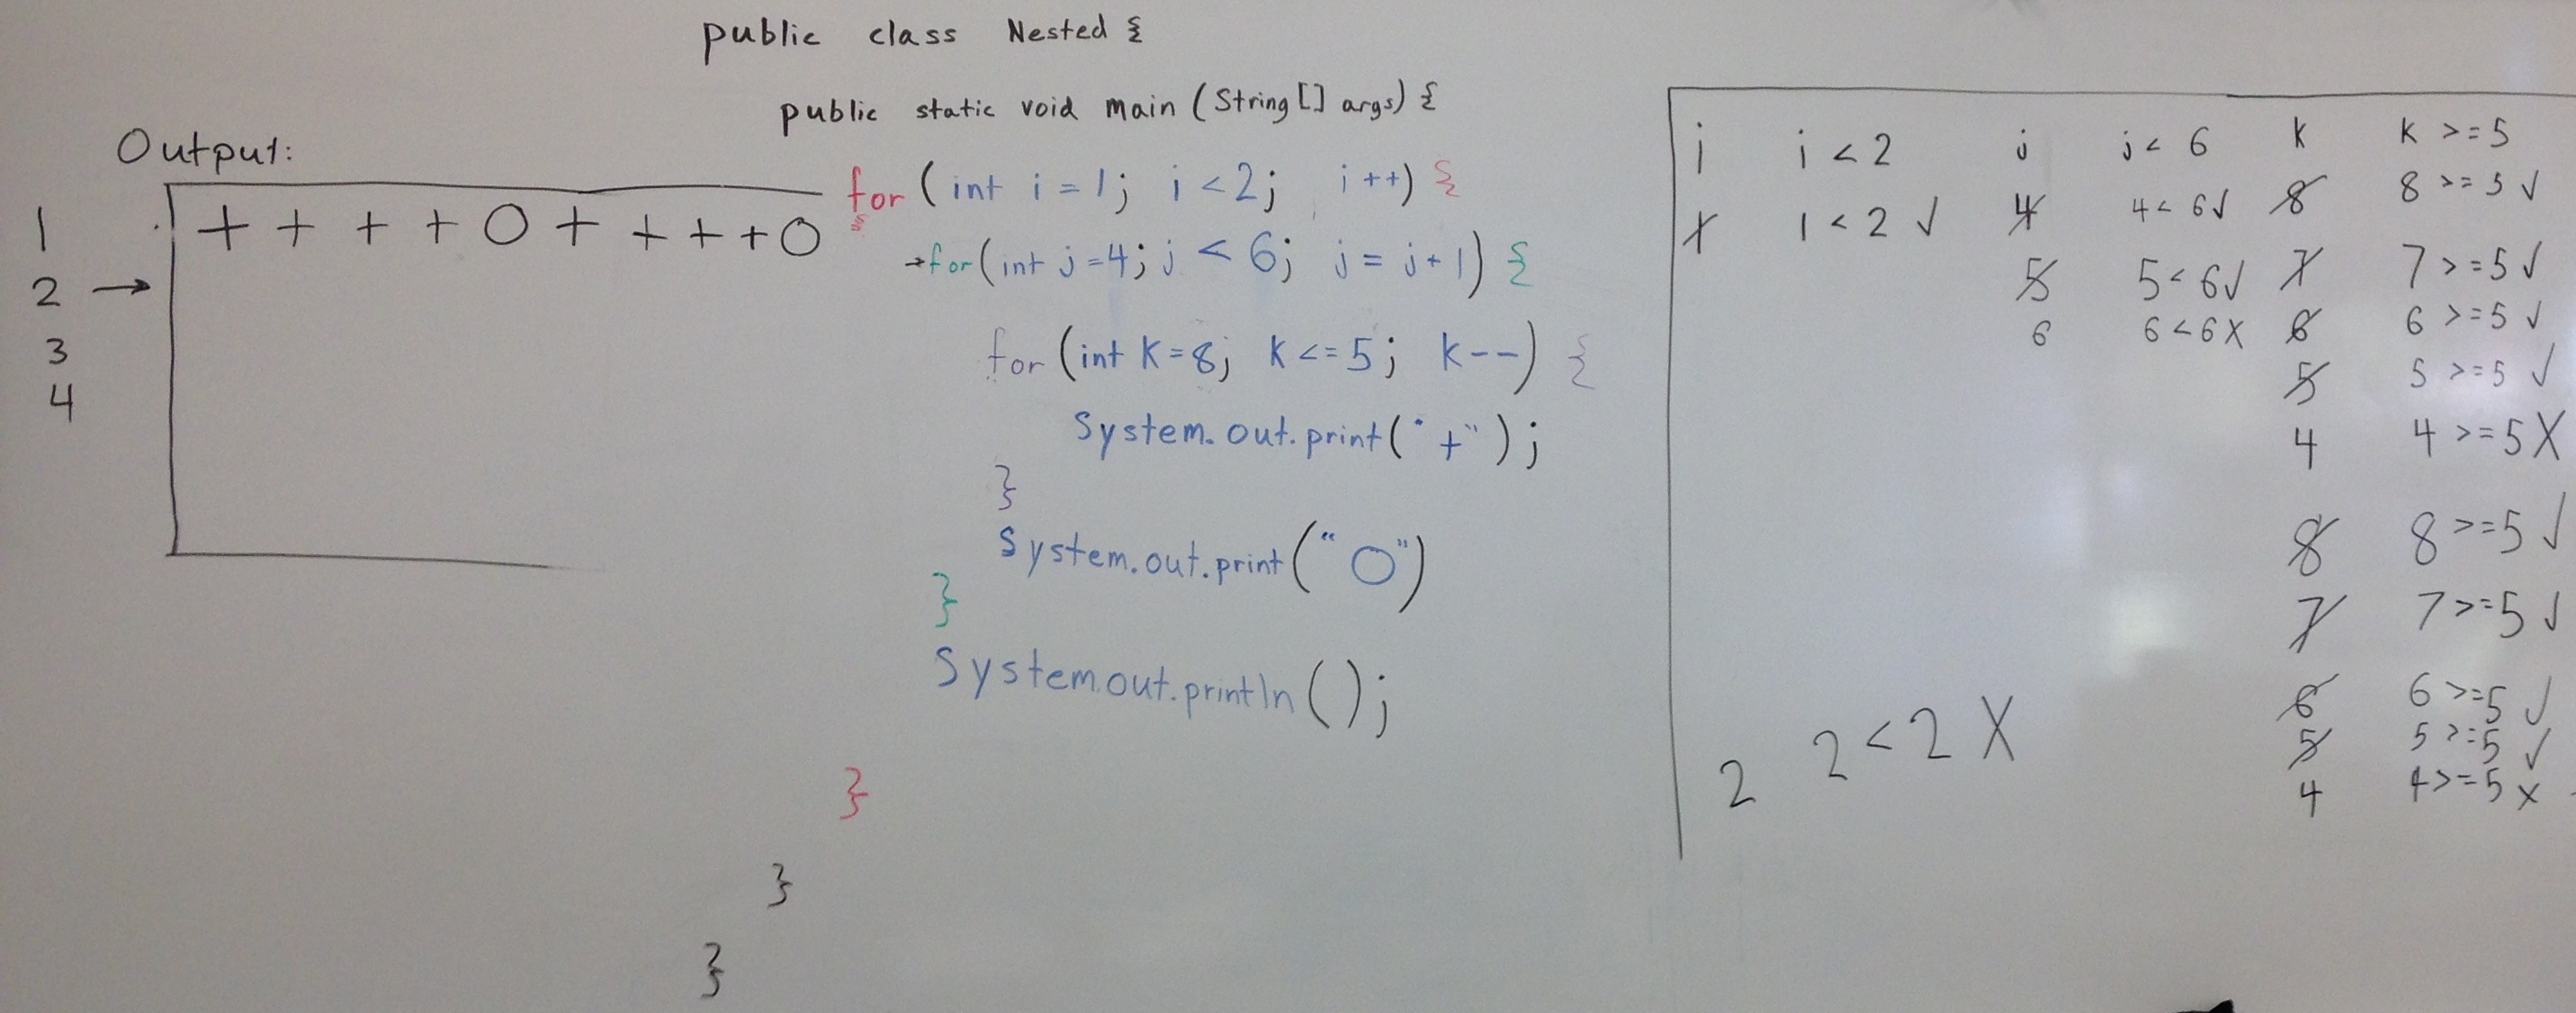 public class Nested {
public static void main (String [] args) {
Output:
1 + + + + O + + + + O
2 →
3
4
for (int i = 1; i < 2; i ++) {
→ for (int j = 4; j < 6; j = j + 1) {
for (int k = 8; k <= 5; k--) {
System.out.print("+");
}
System.out.print("O")
}
System.out.println();
}
}
}
i i < 2 j j < 6 k k >= 5
1 1 < 2 ✓ 4 4 < 6 ✓ 8 8 >= 5 ✓
5 5 < 6 ✓ 7 7 >= 5 ✓
6 6 < 6 X 6 6 >= 5 ✓
5 5 >= 5 ✓
4 4 >= 5 X
8 8 >= 5 ✓
7 7 >= 5 ✓
6 6 >= 5 ✓
5 5 >= 5 ✓
2 2 < 2 X 4 4 >= 5 X